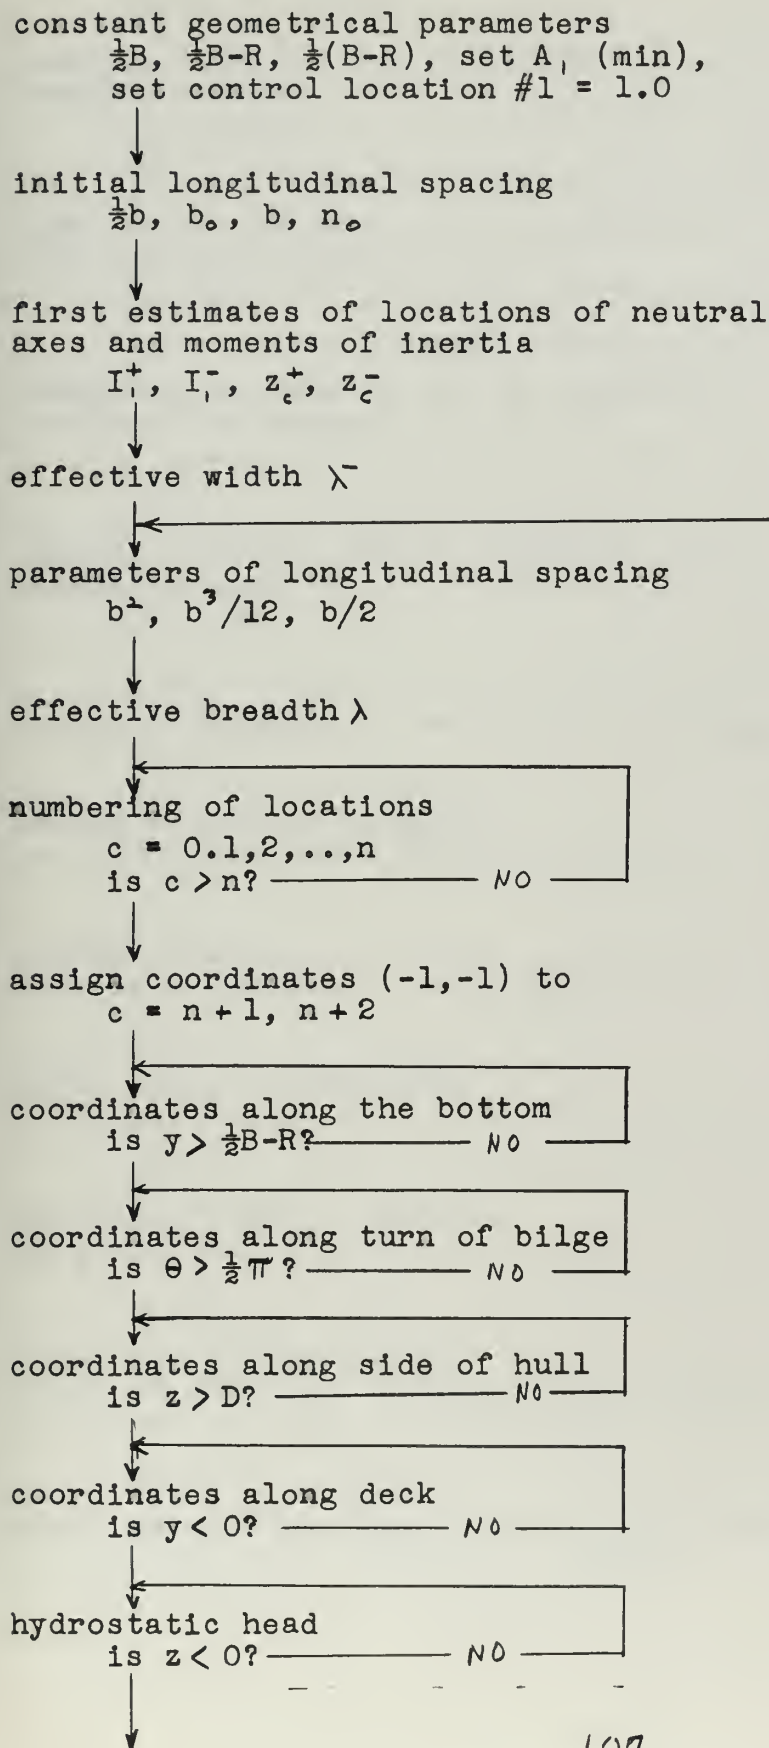 constant geometrical parameters
½B, ½B-R, ½(B-R), set A₁ (min),
set control location #1 = 1.0
initial longitudinal spacing
½b, b₀, b, n₀
first estimates of locations of neutral
axes and moments of inertia
I₁⁺, I₁⁻, z꜀⁺, z꜀⁻
effective width λ⁻
parameters of longitudinal spacing
b², b³/12, b/2
effective breadth λ
numbering of locations
c = 0.1,2,..,n
is c > n? NO
assign coordinates (-1,-1) to
c = n + 1, n + 2
coordinates along the bottom
is y > ½B-R? NO
coordinates along turn of bilge
is θ > ½π? NO
coordinates along side of hull
is z > D? NO
coordinates along deck
is y < 0? NO
hydrostatic head
is z < 0? NO